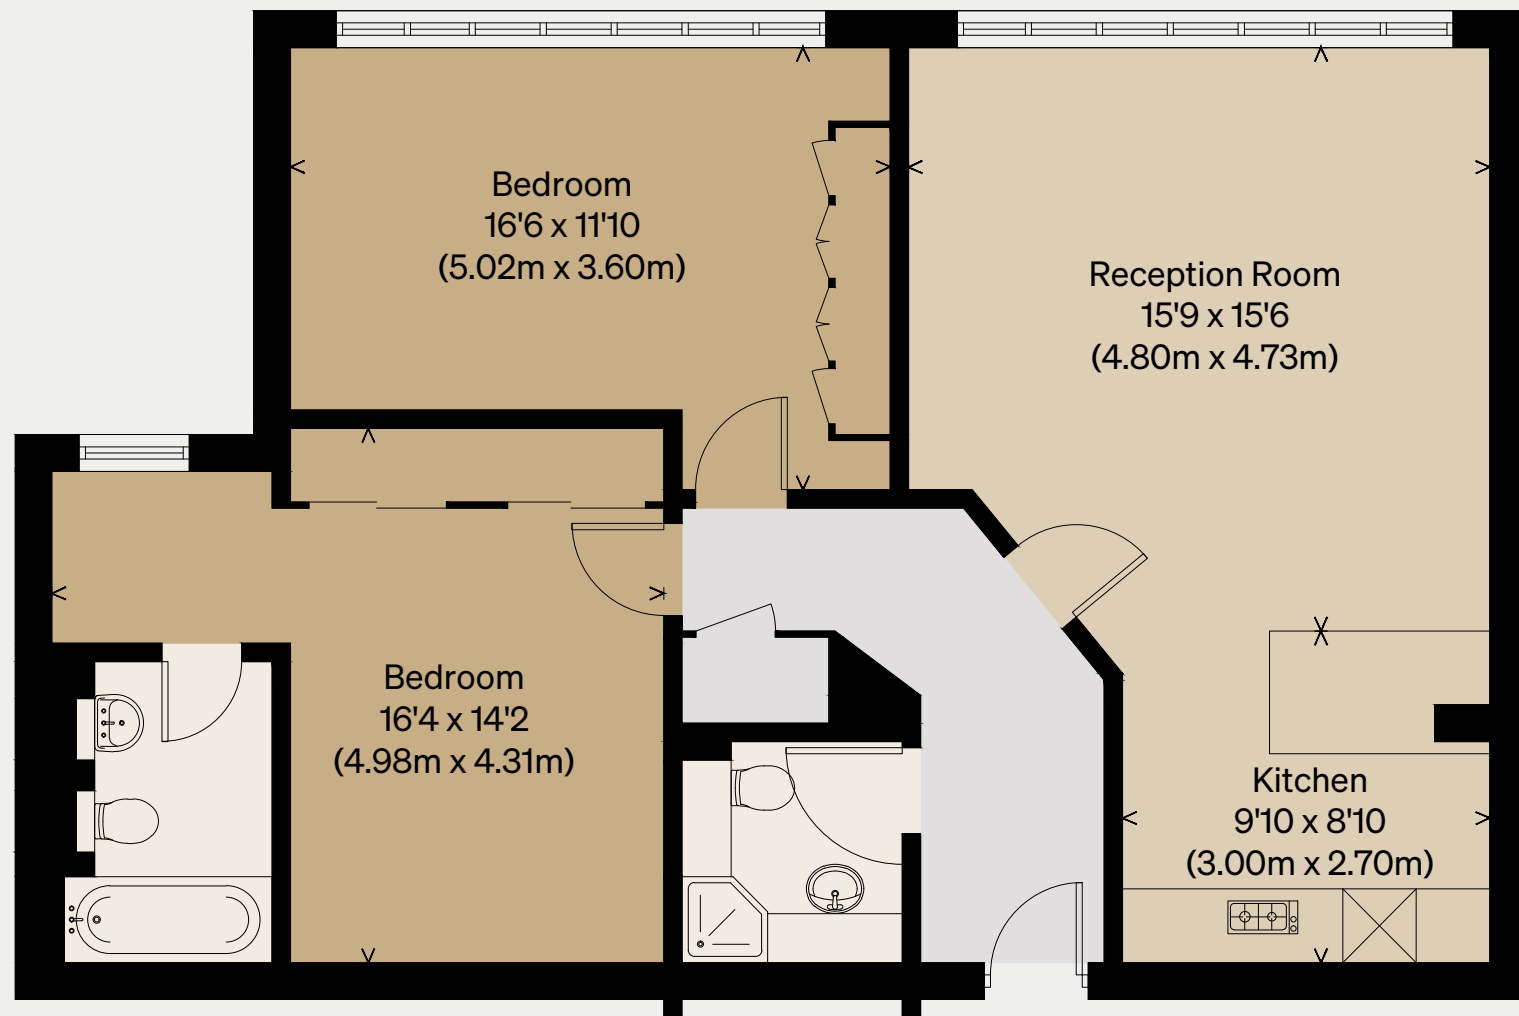 Bedroom
16'6 x 11'10
(5.02m x 3.60m)
Reception Room
15'9 x 15'6
(4.80m x 4.73m)
Bedroom
16'4 x 14'2
(4.98m x 4.31m)
Kitchen
9'10 x 8'10
(3.00m x 2.70m)